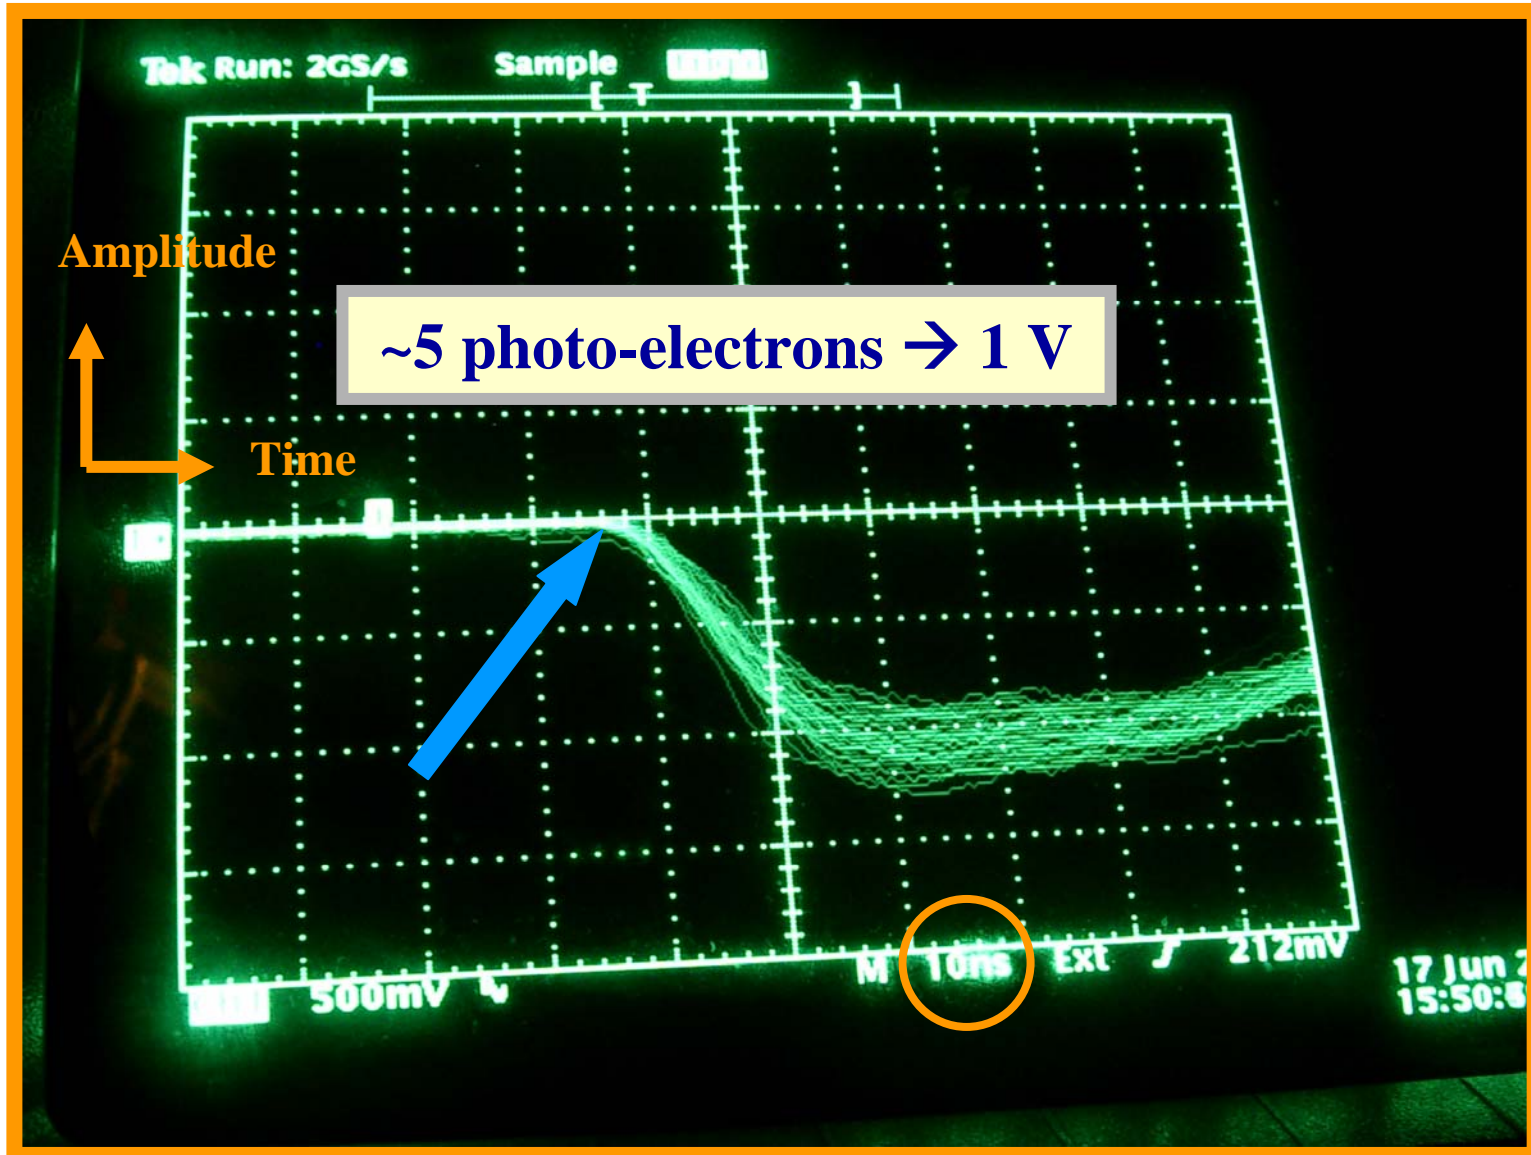 Tek Run: 2GS/s Sample
Amplitude
~5 photo-electrons → 1 V
Time
500mV M 10ns Ext 212mV
17 Jun
15:50: